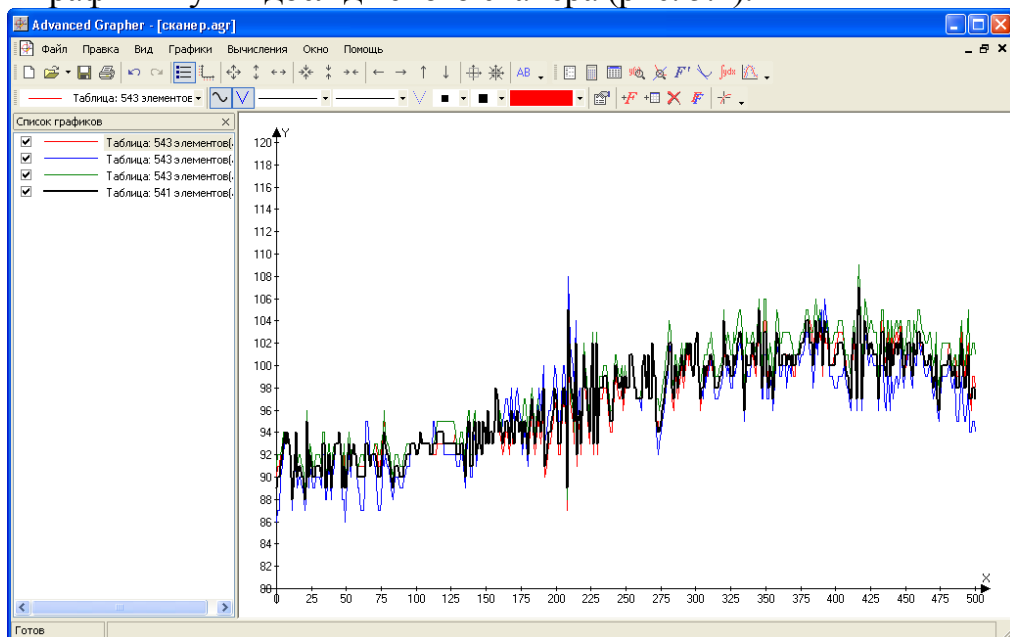 Advanced Grapher - [сканер.agr]
Файл Правка Вид Графики Вычисления Окно Помощь
AB F' ∫gdx
Таблица: 543 элементов +F F
Список графиков
Таблица: 543 элементов(
Таблица: 543 элементов(
Таблица: 543 элементов(
Таблица: 541 элементов(
Y
120
118
116
114
112
110
108
106
104
102
100
98
96
94
92
90
88
86
84
82
80
X
0 25 50 75 100 125 150 175 200 225 250 275 300 325 350 375 400 425 450 475 500
Готов